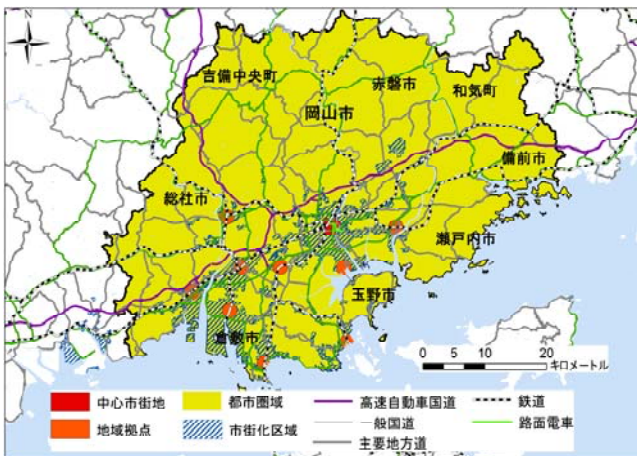 N
吉備中央町
赤磐市
和気町
岡山市
備前市
総社市
瀬戸内市
玉野市
倉敷市
0 5 10 20
キロメートル
中心市街地 都市圏域 高速自動車国道 鉄道
地域拠点 市街化区域 一般国道 路面電車
主要地方道